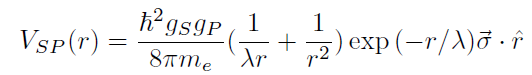 $V_{SP}(r) = \frac{\hbar^2 g_S g_P}{8\pi m_e} (\frac{1}{\lambda r} + \frac{1}{r^2}) \exp(-r/\lambda) \vec{\sigma} \cdot \hat{r}$